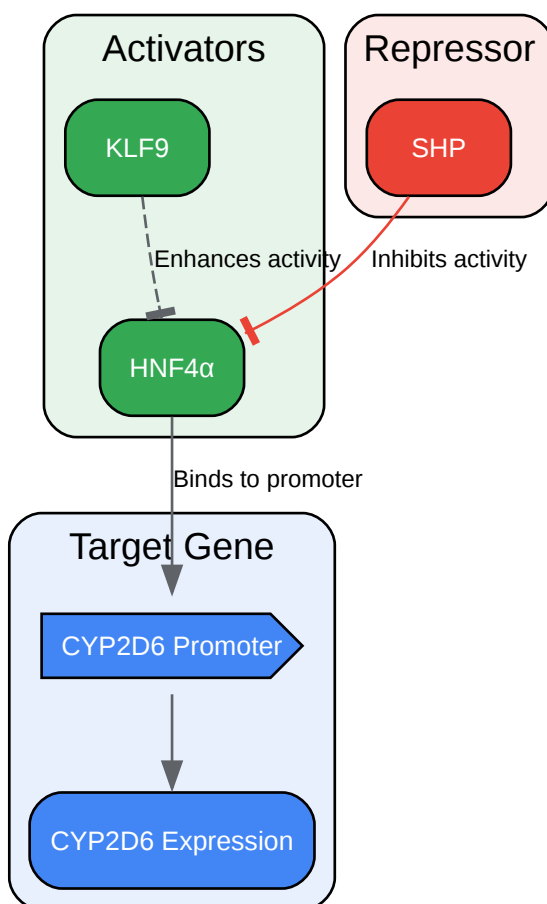 Activators
Repressor
KLF9
SHP
Enhances activity
Inhibits activity
HNF4α
Binds to promoter
Target Gene
CYP2D6 Promoter
CYP2D6 Expression